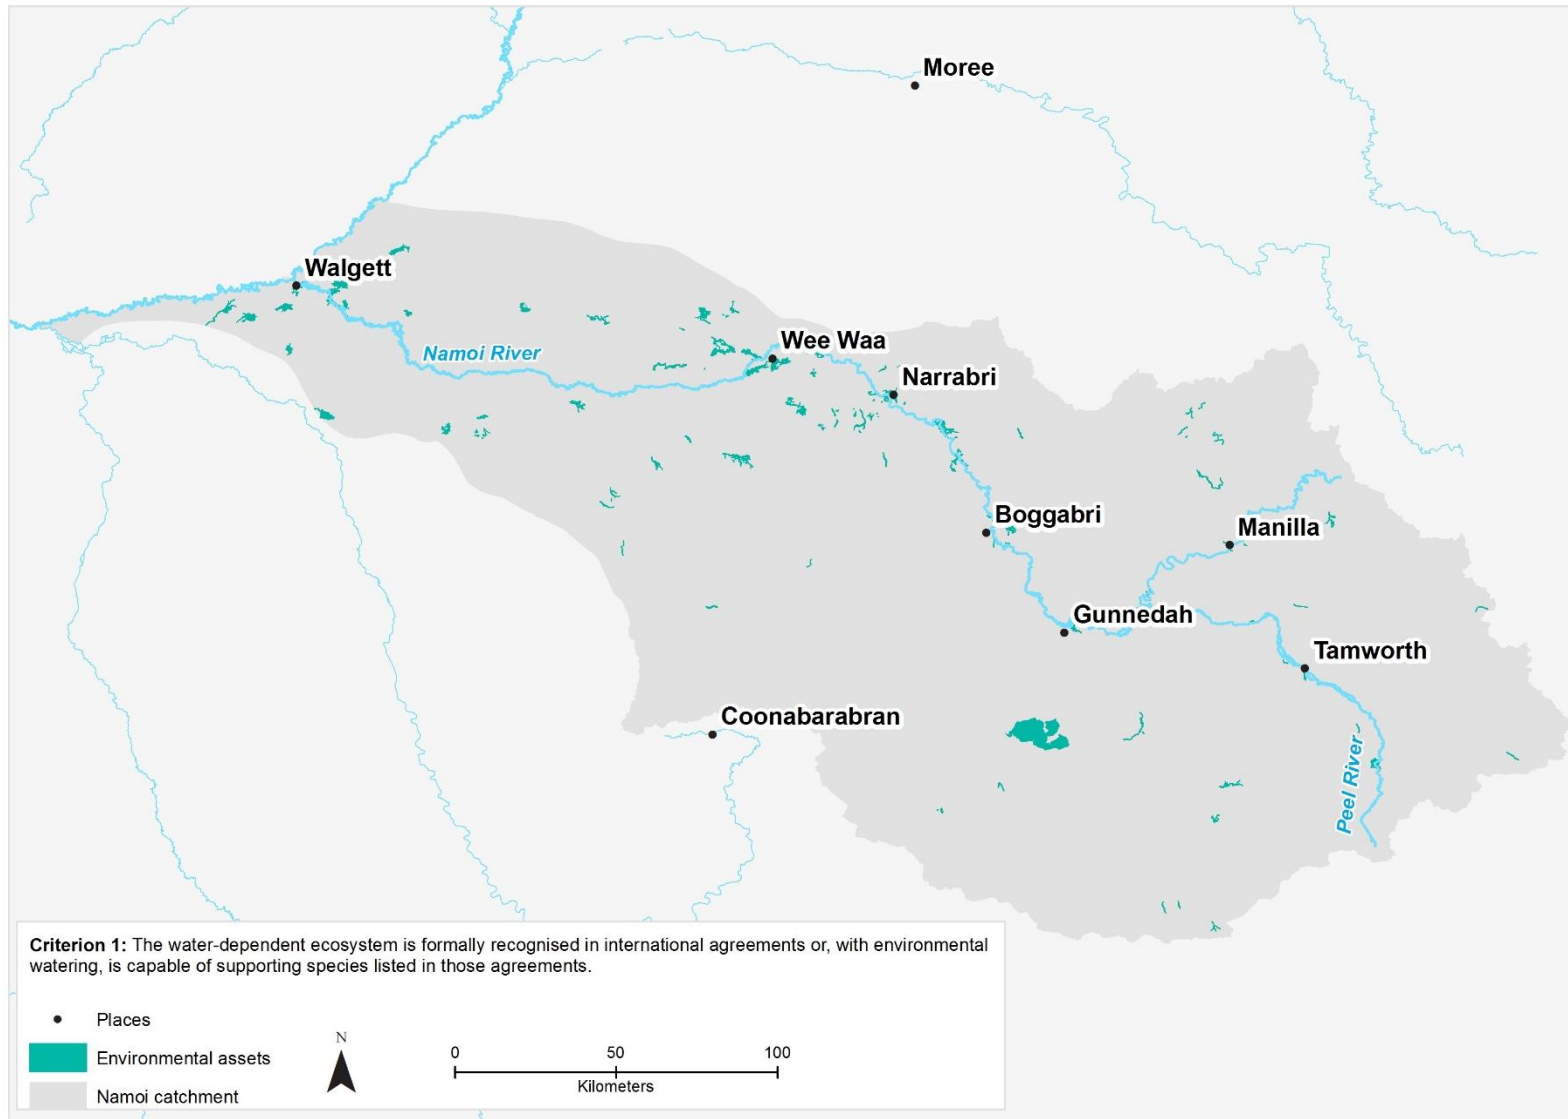 Moree
Walgett
Namoi River
Wee Waa
Narrabri
Boggabri
Manilla
Gunnedah
Tamworth
Coonabarabran
Peel River
Criterion 1: The water-dependent ecosystem is formally recognised in international agreements or, with environmental
watering, is capable of supporting species listed in those agreements.
Places
Environmental assets
Namoi catchment
N
0 50 100
Kilometers